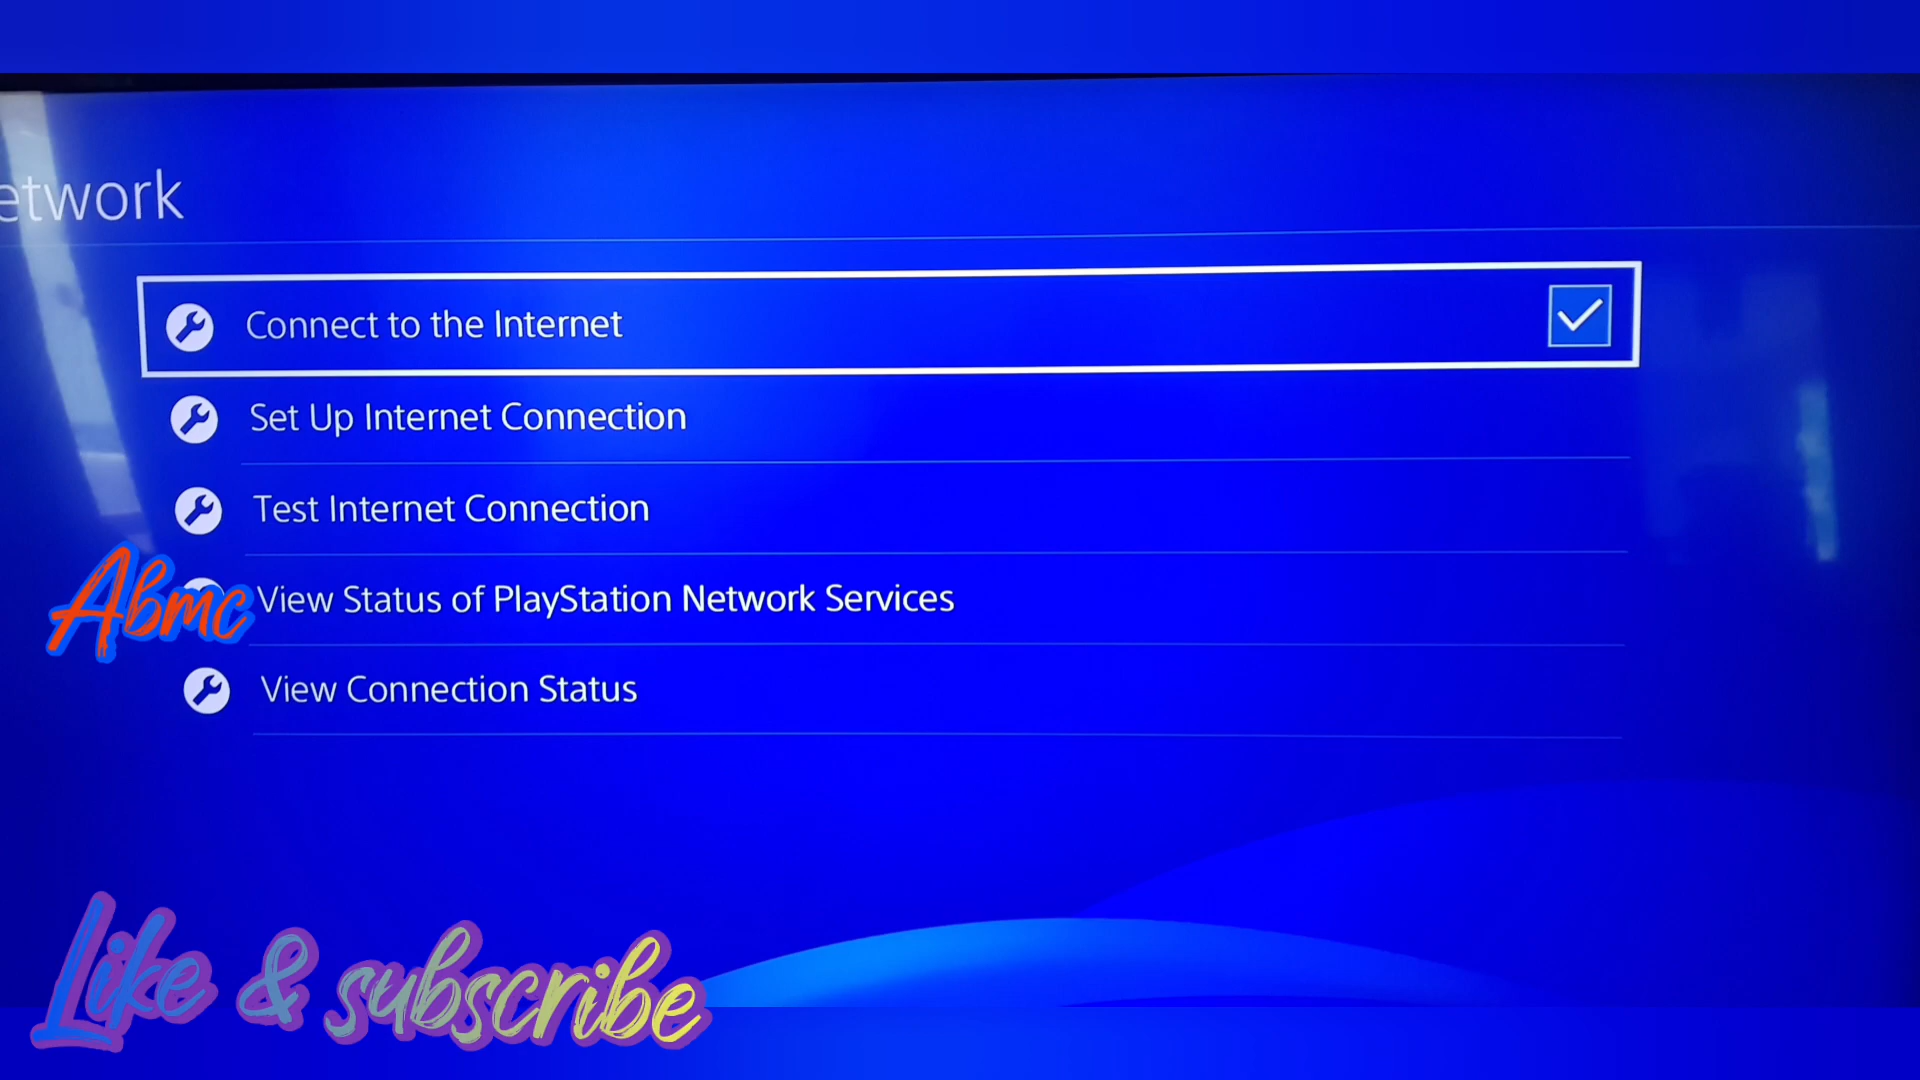 etwork
Connect to the Internet
Set Up Internet Connection
Test Internet Connection
View Status of PlayStation Network Services
Abmc
View Connection Status
Like & subscribe